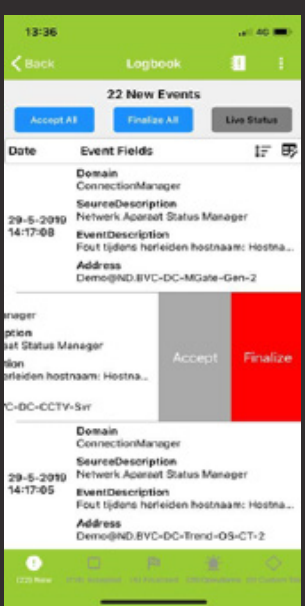 13:36
4G
Back
Logbook
22 New Events
Accept All
Finalize All
Live Status
Date
Event Fields
Domain
ConnectionManager
SourceDescription
29-5-2019
Netwerk Aparaat Status Manager
14:17:08
EventDescription
Fout tijdens herleiden hostnaam: Hostna...
Address
Demo@ND.BVC-DC-MGate-Gen-2
anager
ption
aat Status Manager
tion
erleiden hostnaam: Hostna...
Accept
Finalize
C-DC-CCTV-Srr
Domain
ConnectionManager
SourceDescription
29-5-2019
Netwerk Aparaat Status Manager
14:17:05
EventDescription
Fout tijdens herleiden hostnaam: Hostna...
Address
Demo@ND.BVC-DC-Trend-OS-CT-2
New